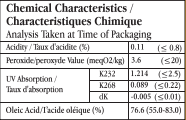 Chemical Characteristics /
Characteristiques Chimique
Analysis Taken at Time of Packaging
Acidity / Taux d'acidite (%) 0.11 (≤ 0.8)
Peroxide/peroxyde Value (meqO2/kg) 3.6 (≤20)
UV Absorption / Taux d'absorption K232 1.214 (≤2.5)
K268 0.089 (≤0.22)
dK -0.005 (≤0.01)
Oleic Acid/l'acide oléique (%) 76.6 (55.0-83.0)